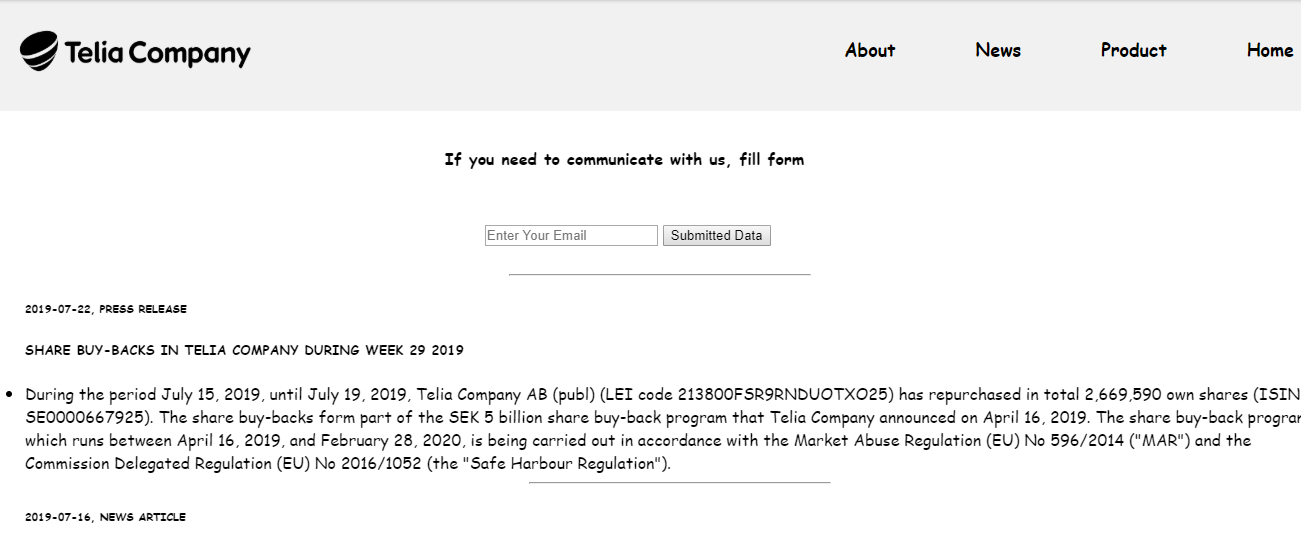 Telia Company
About News Product Home
If you need to communicate with us, fill form
Enter Your Email Submitted Data
2019-07-22, PRESS RELEASE
SHARE BUY-BACKS IN TELIA COMPANY DURING WEEK 29 2019
During the period July 15, 2019, until July 19, 2019, Telia Company AB (publ) (LEI code 213800FSR9RNDUOTXO25) has repurchased in total 2,669,590 own shares (ISIN
SE0000667925). The share buy-backs form part of the SEK 5 billion share buy-back program that Telia Company announced on April 16, 2019. The share buy-back
which runs between April 16, 2019, and February 28, 2020, is being carried out in accordance with the Market Abuse Regulation (EU) No 596/2014 ("MAR") and the
Commission Delegated Regulation (EU) No 2016/1052 (the "Safe Harbour Regulation").
2019-07-16, NEWS ARTICLE